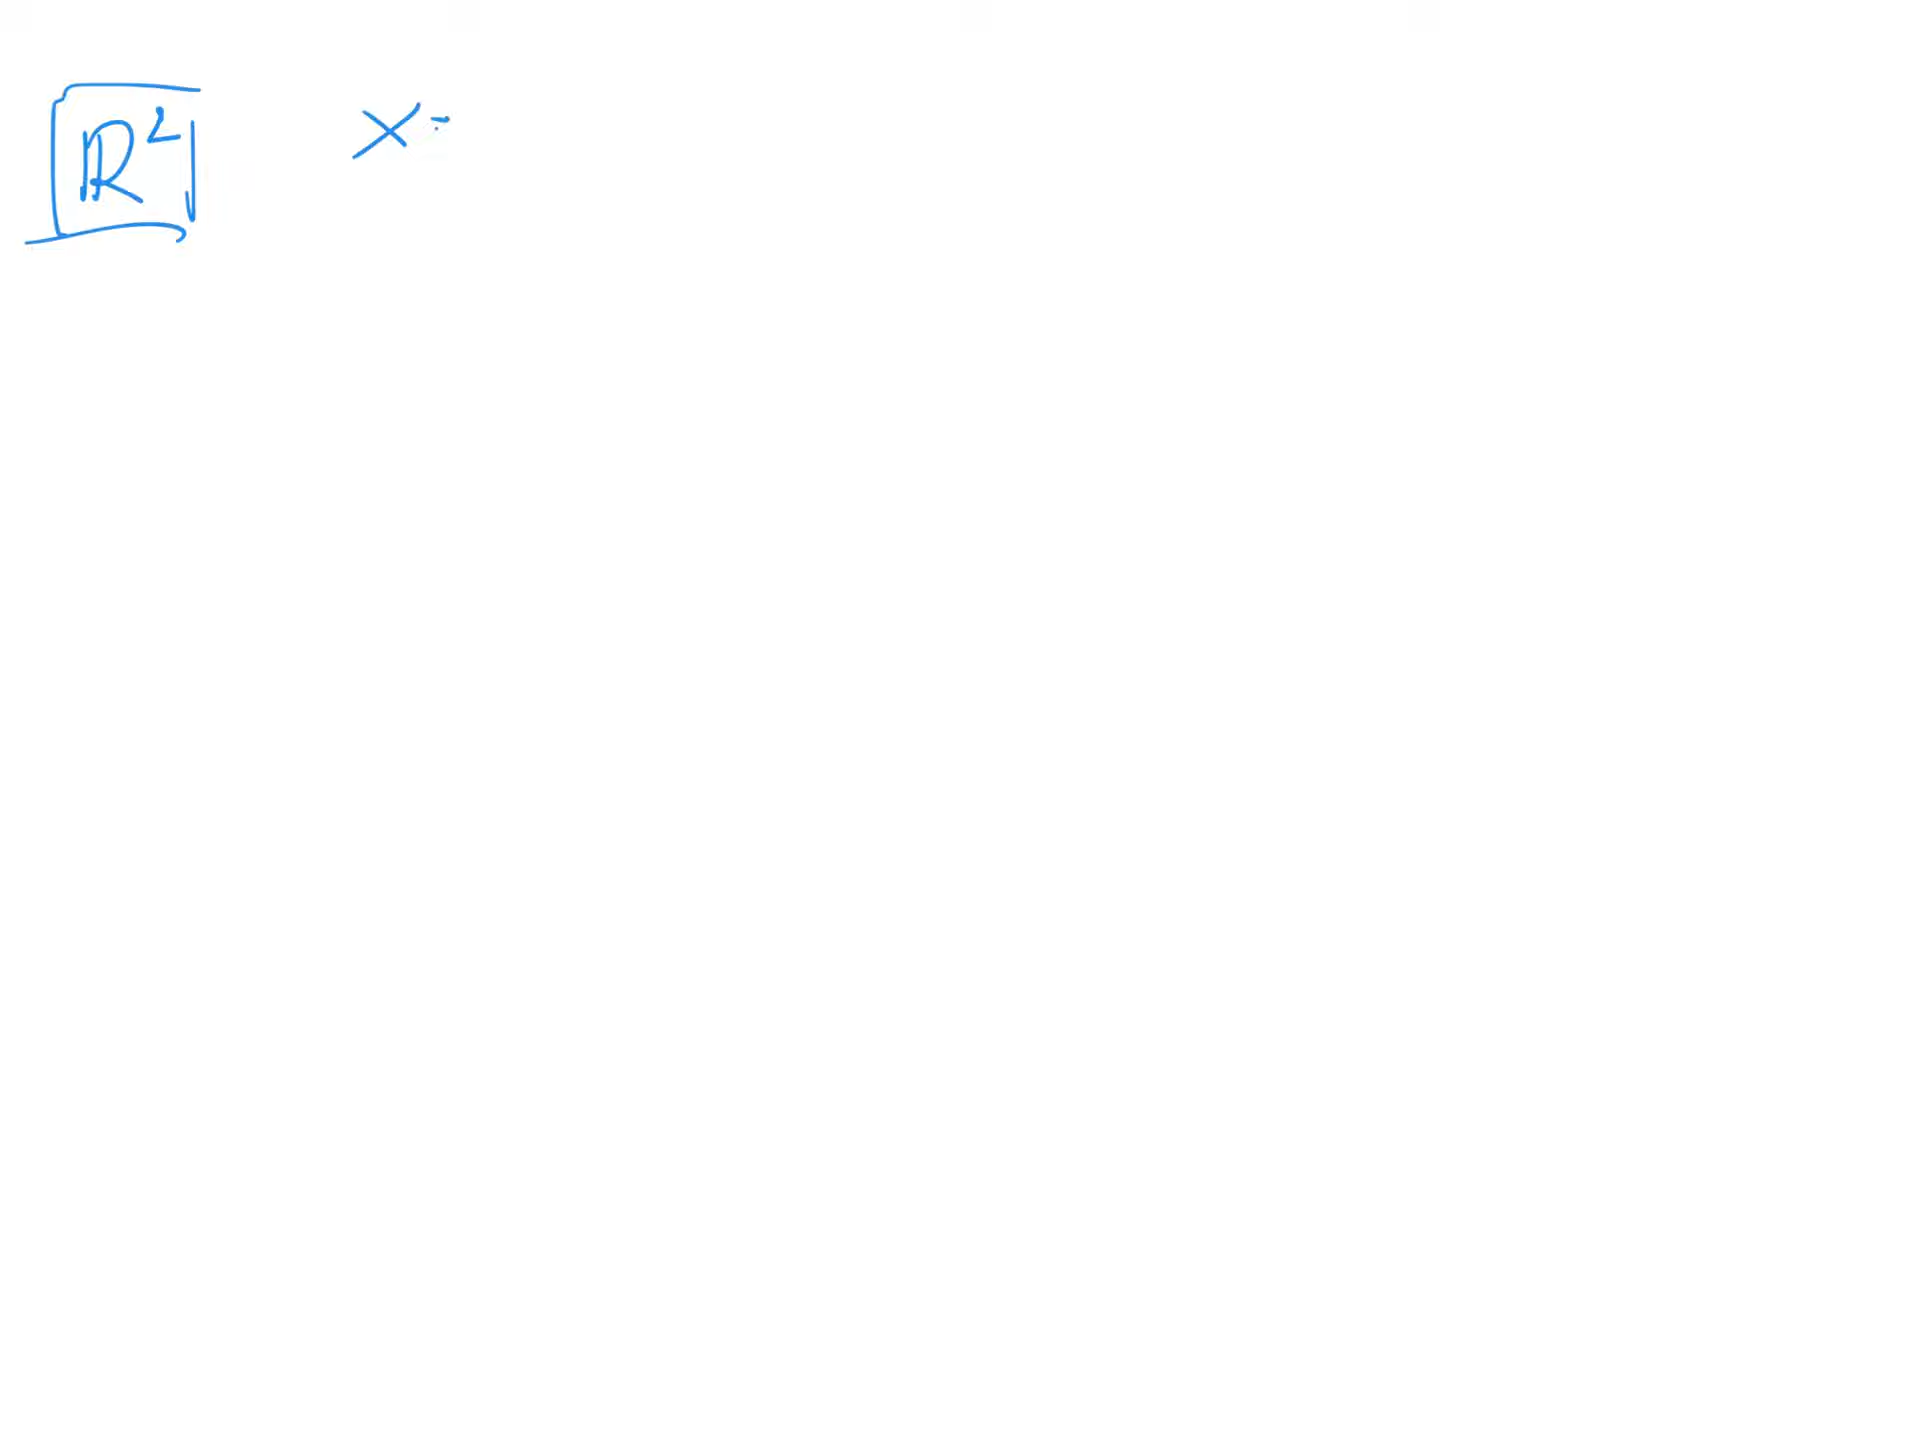 ℝ² x=